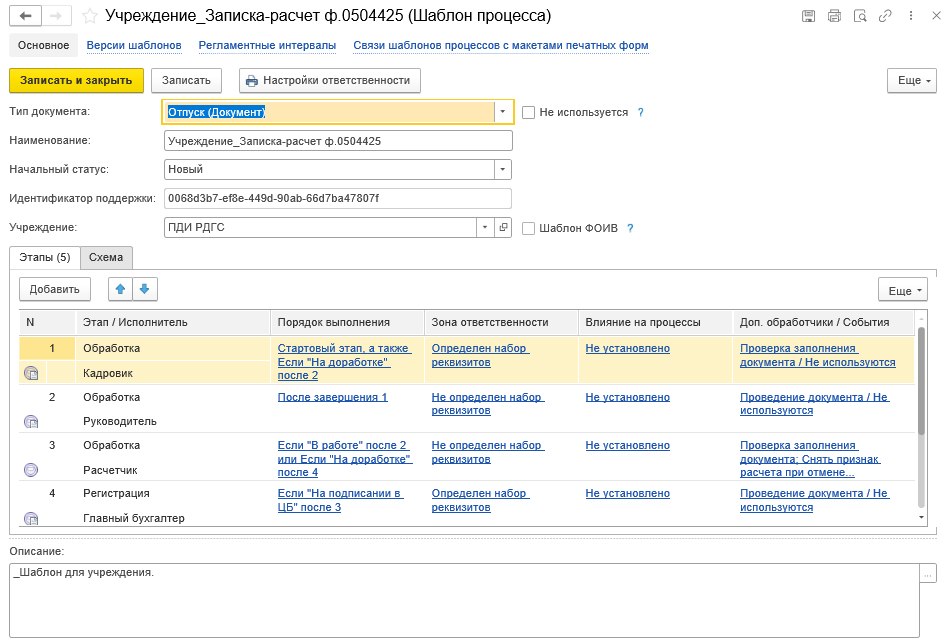 Учреждение_Записка-расчет ф.0504425 (Шаблон процесса)
Основное Версии шаблонов Регламентные интервалы Связи шаблонов процессов с макетами печатных форм
Записать и закрыть Записать Настройки ответственности Еще
Тип документа: Отпуск (Документ) Не используется ?
Наименование: Учреждение_Записка-расчет ф.0504425
Начальный статус: Новый
Идентификатор поддержки: 0068d3b7-ef8e-449d-90ab-66d7ba47807f
Учреждение: ПДИ РДГС Шаблон ФОИВ ?
Этапы (5) Схема
Добавить Еще
N Этап / Исполнитель Порядок выполнения Зона ответственности Влияние на процессы Доп. обработчики / События
1 Обработка Стартовый этап, а также Определен набор Не установлено Проверка заполнения
Если "На доработке" реквизитов документа / Не используются
Кадровик после 2
2 Обработка После завершения 1 Не определен набор Не установлено Проведение документа / Не
реквизитов используются
Руководитель
3 Обработка Если "В работе" после 2 Не определен набор Не установлено Проверка заполнения
или Если "На доработке" реквизитов документа; Снять признак
Расчетчик после 4 расчета при отмене...
4 Регистрация Если "На подписании в Определен набор Не установлено Проведение документа / Не
ЦБ" после 3 реквизитов используются
Главный бухгалтер
Описание:
_Шаблон для учреждения.
...